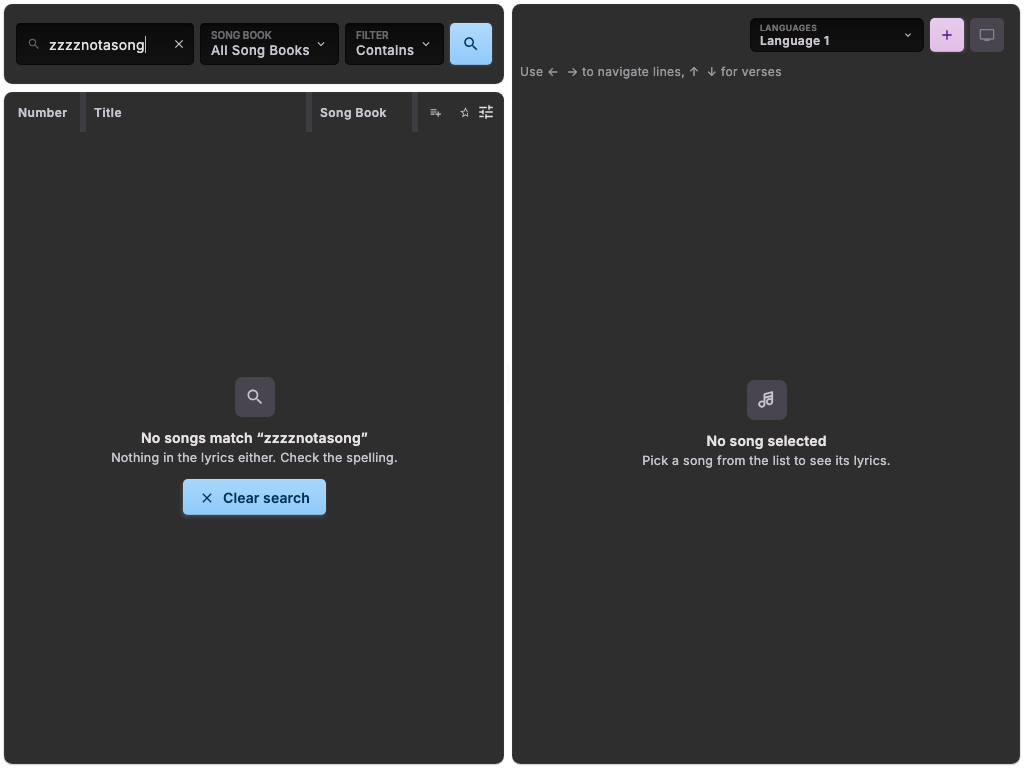 zzzznotasong
SONG BOOK
All Song Books
FILTER
Contains
Number
Title
Song Book
No songs match “zzzznotasong”
Nothing in the lyrics either. Check the spelling.
Clear search
LANGUAGES
Language 1
Use ← → to navigate lines, ↑ ↓ for verses
No song selected
Pick a song from the list to see its lyrics.